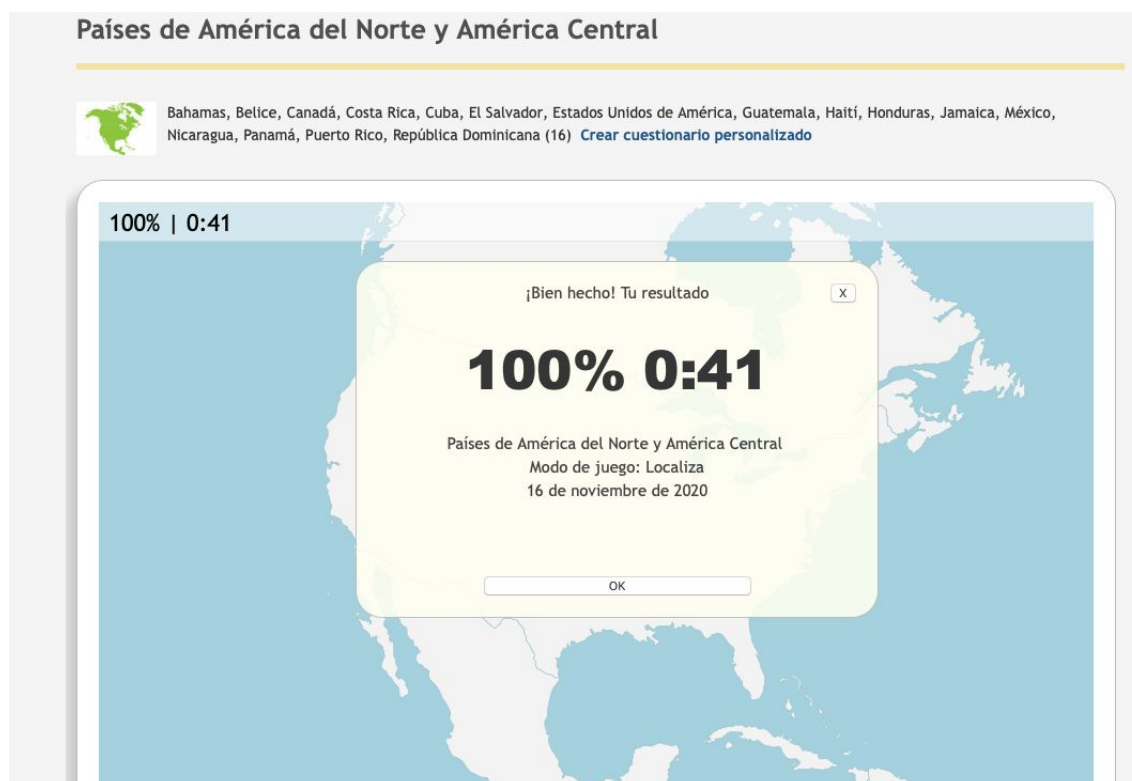 Países de América del Norte y América Central
Bahamas, Belice, Canadá, Costa Rica, Cuba, El Salvador, Estados Unidos de América, Guatemala, Haití, Honduras, Jamaica, México,
Nicaragua, Panamá, Puerto Rico, República Dominicana (16) Crear cuestionario personalizado
100% | 0:41
¡Bien hecho! Tu resultado
X
100% 0:41
Países de América del Norte y América Central
Modo de juego: Localiza
16 de noviembre de 2020
OK